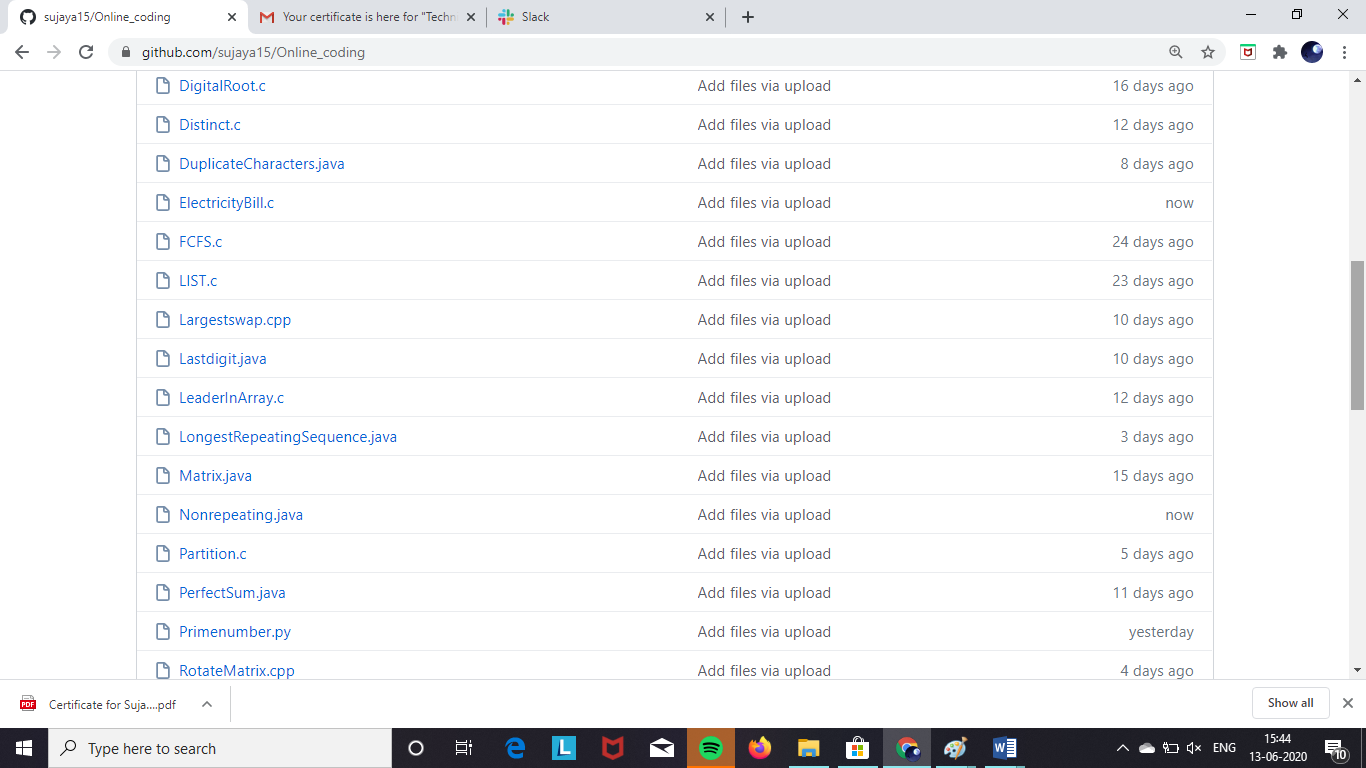 sujaya15/Online_coding
Your certificate is here for "Techn
Slack
github.com/sujaya15/Online_coding
DigitalRoot.c Add files via upload 16 days ago
Distinct.c Add files via upload 12 days ago
DuplicateCharacters.java Add files via upload 8 days ago
ElectricityBill.c Add files via upload now
FCFS.c Add files via upload 24 days ago
LIST.c Add files via upload 23 days ago
Largestswap.cpp Add files via upload 10 days ago
Lastdigit.java Add files via upload 10 days ago
LeaderInArray.c Add files via upload 12 days ago
LongestRepeatingSequence.java Add files via upload 3 days ago
Matrix.java Add files via upload 15 days ago
Nonrepeating.java Add files via upload now
Partition.c Add files via upload 5 days ago
PerfectSum.java Add files via upload 11 days ago
Primenumber.py Add files via upload yesterday
RotateMatrix.cpp Add files via upload 4 days ago
PDF Certificate for Suja....pdf Show all
Type here to search
L
W
ENG
15:44
13-06-2020
10